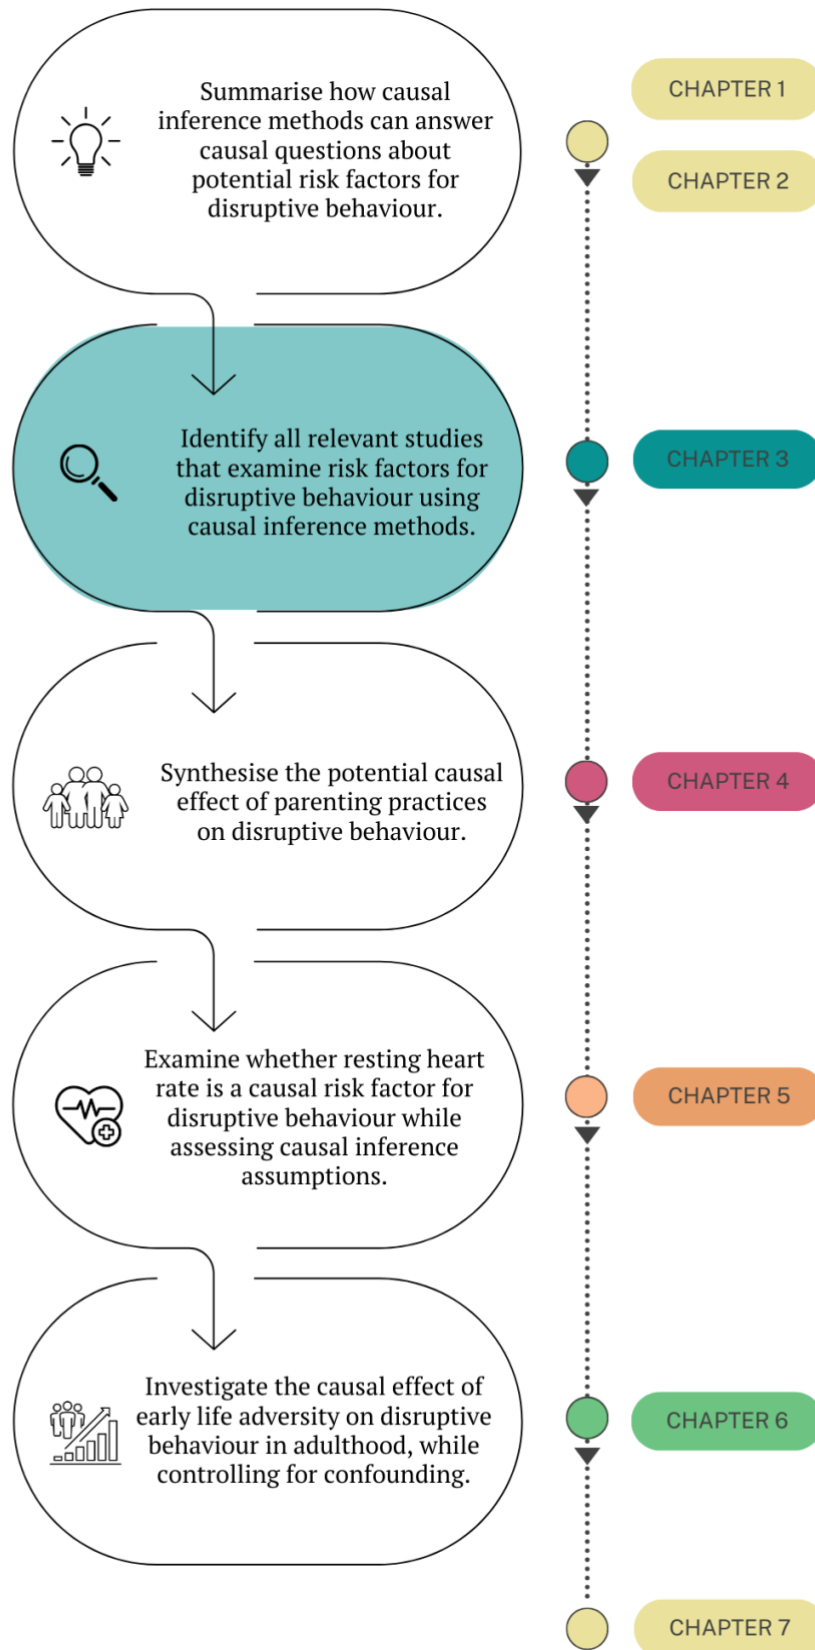 Summarise how causal
inference methods can answer
causal questions about
potential risk factors for
disruptive behaviour.
CHAPTER 1
CHAPTER 2
Identify all relevant studies
that examine risk factors for
disruptive behaviour using
causal inference methods.
CHAPTER 3
Synthesise the potential causal
effect of parenting practices
on disruptive behaviour.
CHAPTER 4
Examine whether resting heart
rate is a causal risk factor for
disruptive behaviour while
assessing causal inference
assumptions.
CHAPTER 5
Investigate the causal effect of
early life adversity on disruptive
behaviour in adulthood, while
controlling for confounding.
CHAPTER 6
CHAPTER 7